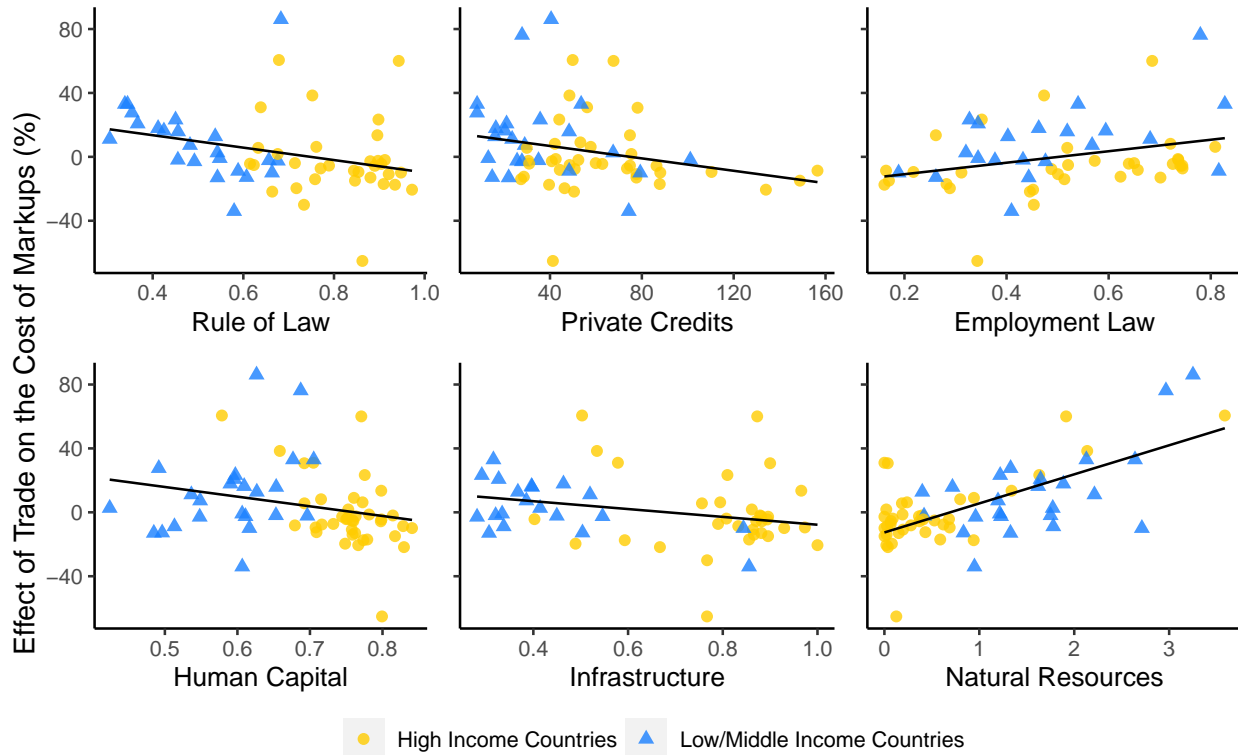 Effect of Trade on the Cost of Markups (%)
80
40
0
−40
0.4 0.6 0.8 1.0
Rule of Law
40 80 120 160
Private Credits
0.2 0.4 0.6 0.8
Employment Law
80
40
0
−40
0.5 0.6 0.7 0.8
Human Capital
0.4 0.6 0.8 1.0
Infrastructure
0 1 2 3
Natural Resources
High Income Countries Low/Middle Income Countries